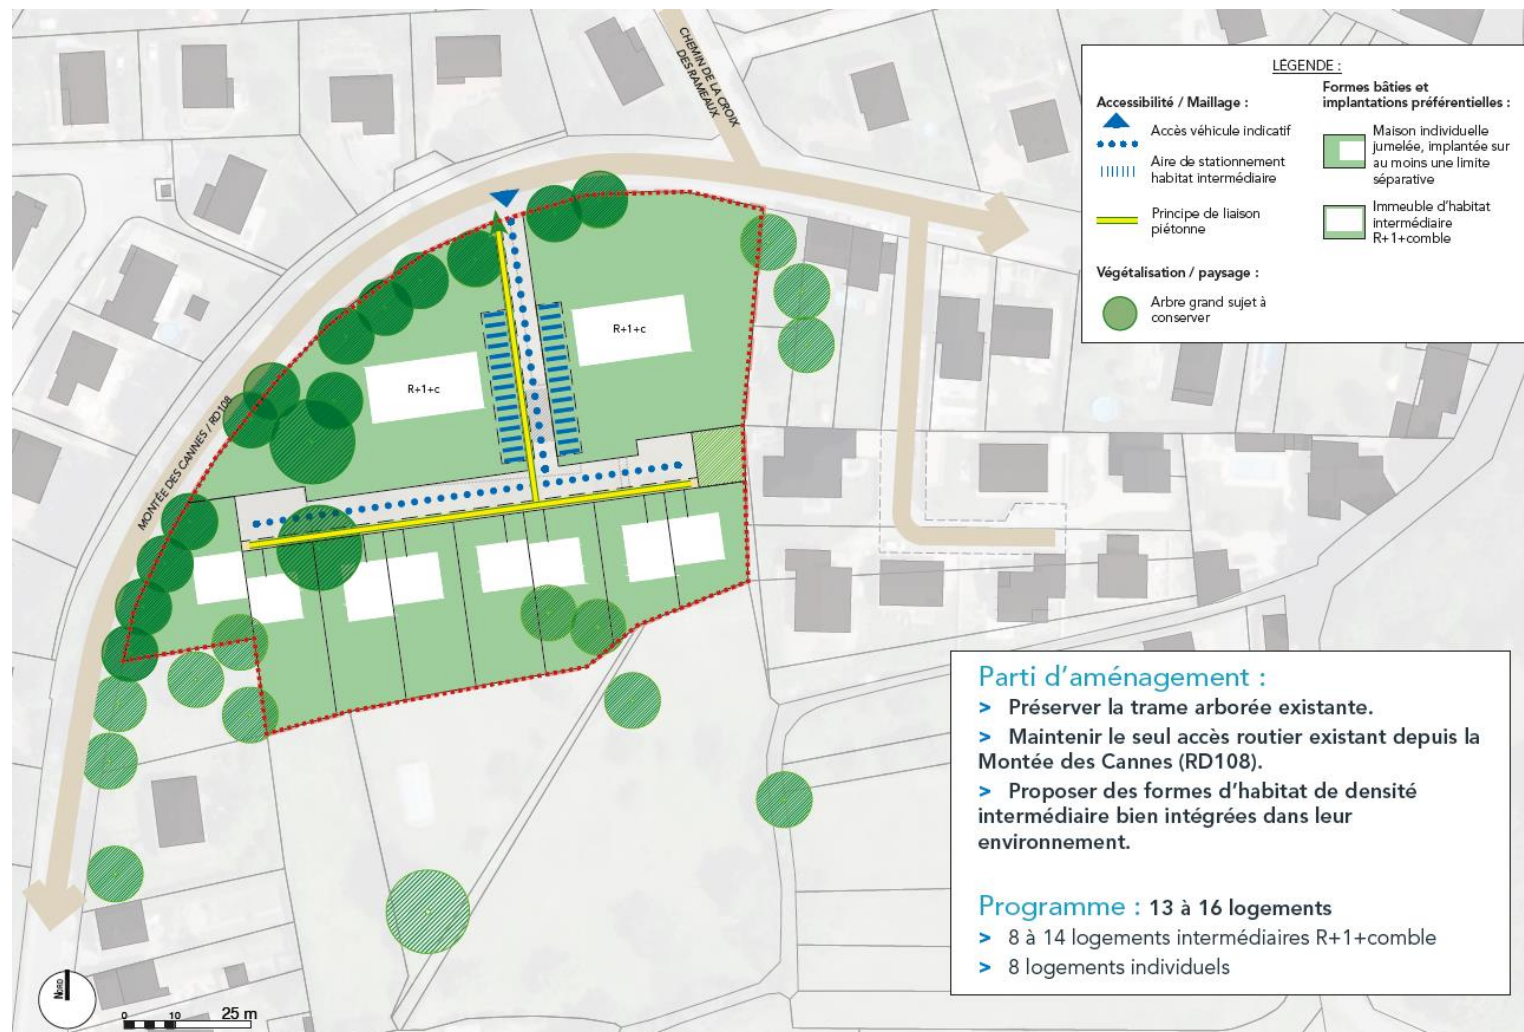 CHEMIN DE LA CROIX
DES RAMEAUX
LÉGENDE :
Accessibilité / Maillage :
Accès véhicule indicatif
Aire de stationnement
habitat intermédiaire
Principe de liaison
piétonne
Végétalisation / paysage :
Arbre grand sujet à
conserver
Formes bâties et
implantations préférentielles :
Maison individuelle
jumelée, implantée sur
au moins une limite
séparative
Immeuble d'habitat
intermédiaire
R+1+comble
R+1+c
R+1+c
MONTÉE DES CANNES / RD108
Parti d'aménagement :
> Préserver la trame arborée existante.
> Maintenir le seul accès routier existant depuis la
Montée des Cannes (RD108).
> Proposer des formes d'habitat de densité
intermédiaire bien intégrées dans leur
environnement.
Programme : 13 à 16 logements
> 8 à 14 logements intermédiaires R+1+comble
> 8 logements individuels
NORD
0 10 25 m